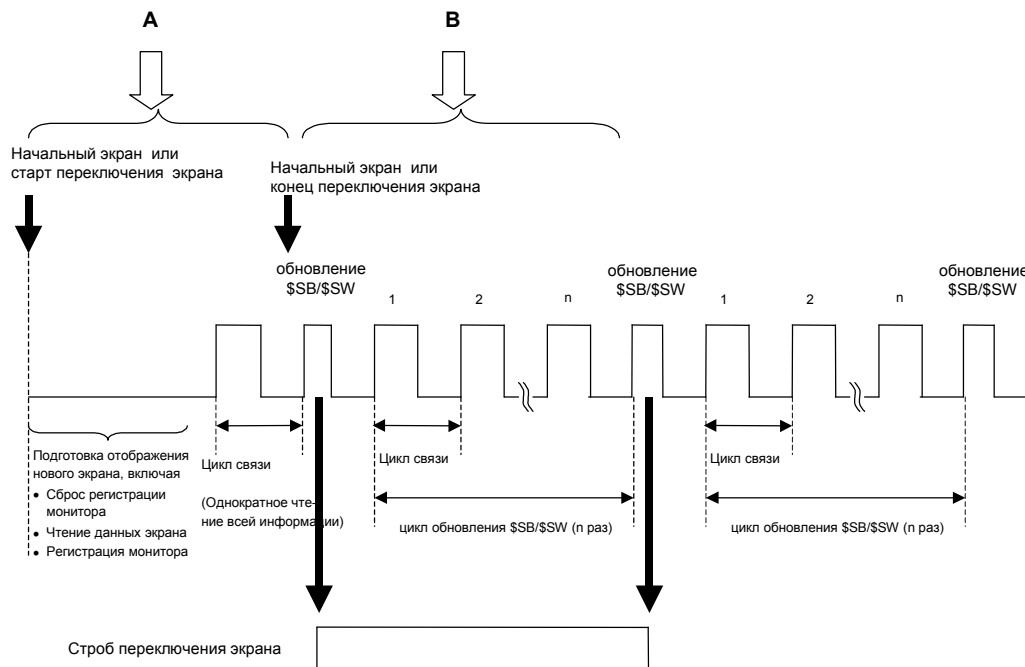 A
B
Начальный экран или
старт переключения экрана
Начальный экран или
конец переключения экрана
обновление
$SB/$SW
1
2
n
обновление
$SB/$SW
1
2
n
обновление
$SB/$SW
Подготовка отображения
нового экрана, включая
• Сброс регистрации
монитора
• Чтение данных экрана
• Регистрация монитора
Цикл связи
(Однократное чте-
ние всей информации)
Цикл связи
цикл обновления $SB/$SW (n раз)
Цикл связи
цикл обновления $SB/$SW (n раз)
Строб переключения экрана